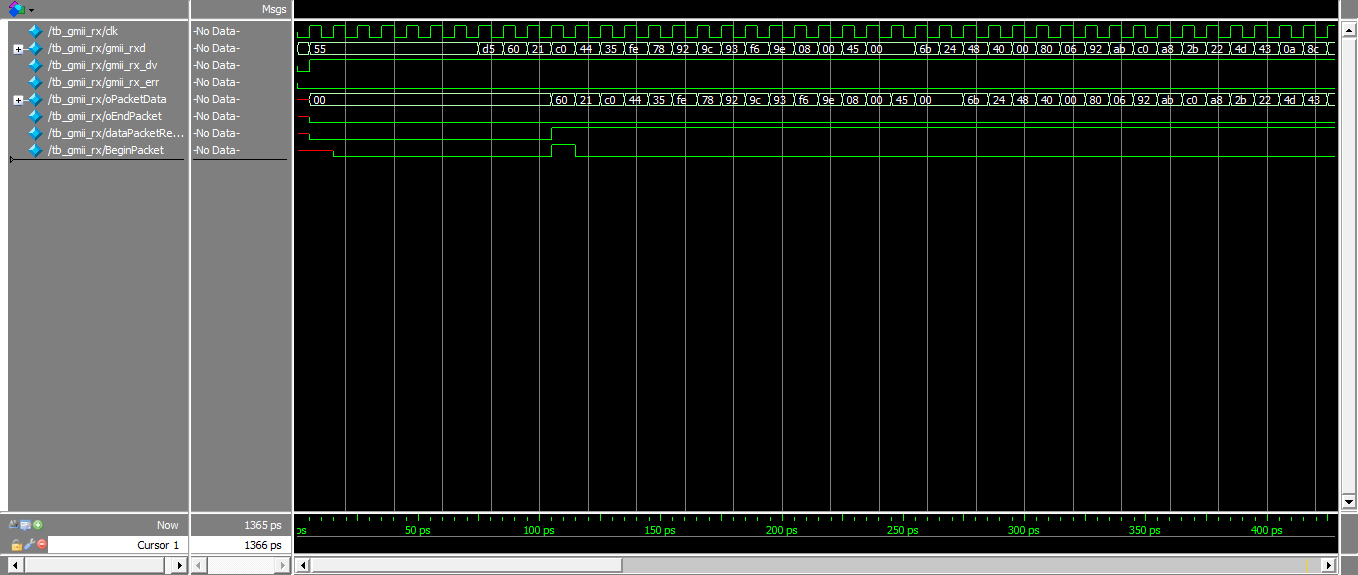 Msgs
/tb_gmii_rx/clk -No Data-
/tb_gmii_rx/gmii_rxd -No Data- 55 d5 60 21 c0 44 35 fe 78 92 9c 93 f6 9e 08 00 45 00 6b 24 48 40 00 80 06 92 ab c0 a8 2b 22 4d 43 0a 8c
/tb_gmii_rx/gmii_rx_dv -No Data-
/tb_gmii_rx/gmii_rx_err -No Data-
/tb_gmii_rx/oPacketData -No Data- 00 60 21 c0 44 35 fe 78 92 9c 93 f6 9e 08 00 45 00 6b 24 48 40 00 80 06 92 ab c0 a8 2b 22 4d 43
/tb_gmii_rx/oEndPacket -No Data-
/tb_gmii_rx/dataPacketRe... -No Data-
/tb_gmii_rx/BeginPacket -No Data-
Now 1365 ps ps 50 ps 100 ps 150 ps 200 ps 250 ps 300 ps 350 ps 400 ps
Cursor 1 1366 ps